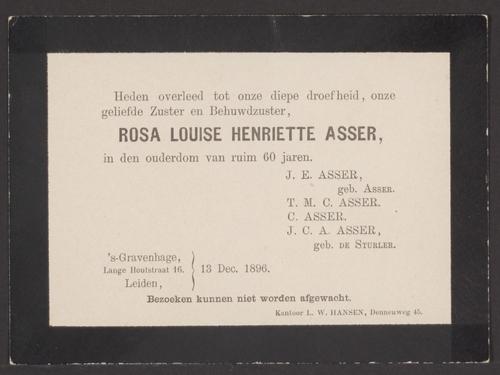 Heden overleed tot onze diepe droefheid, onze
geliefde Zuster en Behuwdzuster,
ROSA LOUISE HENRIETTE ASSER,
in den ouderdom van ruim 60 jaren.
J. E. ASSER,
geb. Asser.
T. M. C. ASSER.
C. ASSER.
J. C. A. ASSER,
geb. de Sturler.
's-Gravenhage,
Lange Houtstraat 16.
Leiden,
13 Dec. 1896.
Bezoeken kunnen niet worden afgewacht.
Kantoor L. W. HANSEN, Denneweg 45.